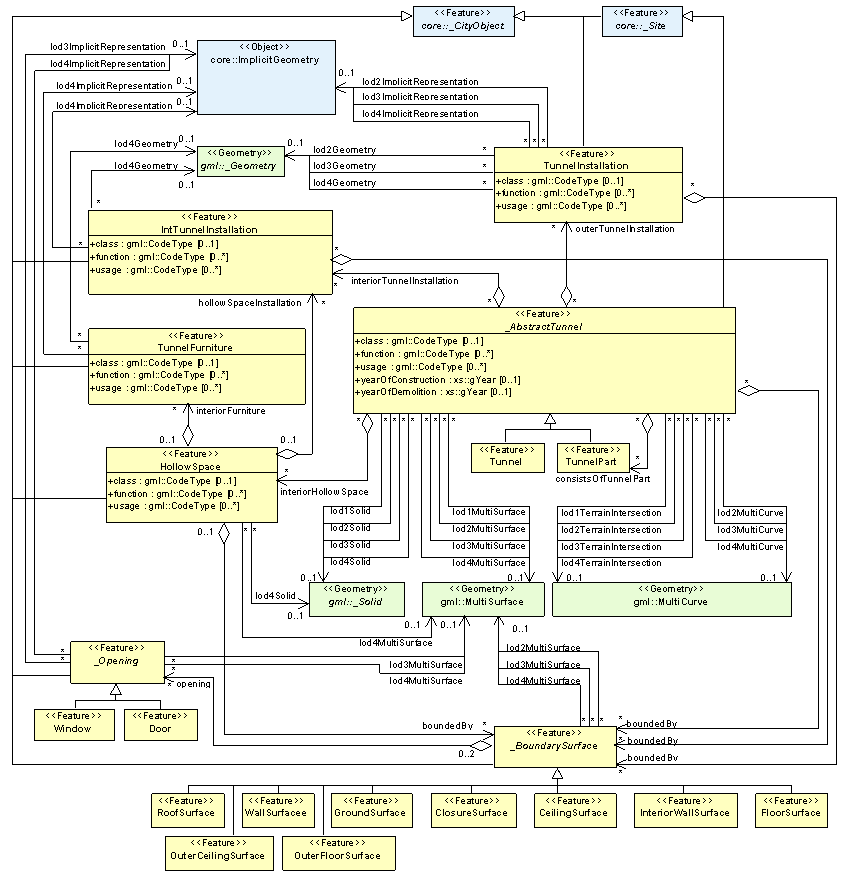 <<Feature>>
core::_CityObject
<<Feature>>
core::_Site
lod3ImplicitRepresentation 0..1
lod4ImplicitRepresentation
lod4ImplicitRepresentation 0..1
lod4ImplicitRepresentation 0..1
<<Object>>
core::ImplicitGeometry
0..1
lod2ImplicitRepresentation
lod3ImplicitRepresentation
lod4ImplicitRepresentation
* * *
lod4Geometry 0..1
lod4Geometry
0..1
<<Geometry>>
gml::_Geometry
0..1
lod2Geometry *
lod3Geometry *
lod4Geometry *
<<Feature>>
TunnelInstallation
+class : gml::CodeType [0..1]
+function : gml::CodeType [0..*]
+usage : gml::CodeType [0..*]
*
* outerTunnelInstallation
*
<<Feature>>
IntTunnelInstallation
+class : gml::CodeType [0..1]
+function : gml::CodeType [0..*]
+usage : gml::CodeType [0..*]
*
*
* interiorTunnelInstallation
hollowSpaceInstallation *
* *
<<Feature>>
_AbstractTunnel
+class : gml::CodeType [0..1]
+function : gml::CodeType [0..*]
+usage : gml::CodeType [0..*]
+yearOfConstruction : xs::gYear [0..1]
+yearOfDemolition : xs::gYear [0..1]
*
*
*
<<Feature>>
TunnelFurniture
+class : gml::CodeType [0..1]
+function : gml::CodeType [0..*]
+usage : gml::CodeType [0..*]
* interiorFurniture
0..1
0..1
<<Feature>>
HollowSpace
+class : gml::CodeType [0..1]
+function : gml::CodeType [0..*]
+usage : gml::CodeType [0..*]
0..1 * *
* * * * * * * * * * * * * * * * *
<<Feature>>
Tunnel
<<Feature>>
TunnelPart
*
consistsOfTunnelPart
*
interiorHollowSpace
lod1Solid
lod2Solid
lod3Solid
lod4Solid
0..1
lod1MultiSurface
lod2MultiSurface
lod3MultiSurface
lod4MultiSurface
0..1
lod1TerrainIntersection
lod2TerrainIntersection
lod3TerrainIntersection
lod4TerrainIntersection
0..1
lod2MultiCurve
lod3MultiCurve
lod4MultiCurve
0..1
<<Geometry>>
gml::_Solid
<<Geometry>>
gml::MultiSurface
<<Geometry>>
gml::MultiCurve
lod4Solid
0..1
0..1 0..1 0..1
lod4MultiSurface
lod3MultiSurface
lod4MultiSurface
lod2MultiSurface
lod3MultiSurface
lod4MultiSurface
* * *
<<Feature>>
_Opening
*
*
*
*
* opening
<<Feature>>
Window
<<Feature>>
Door
boundedBy *
0..2
<<Feature>>
_BoundarySurface
* boundedBy
* boundedBy
boundedBy
*
<<Feature>>
RoofSurface
<<Feature>>
WallSurfacee
<<Feature>>
GroundSurface
<<Feature>>
ClosureSurface
<<Feature>>
CeilingSurface
<<Feature>>
InteriorWallSurface
<<Feature>>
FloorSurface
<<Feature>>
OuterCeilingSurface
<<Feature>>
OuterFloorSurface